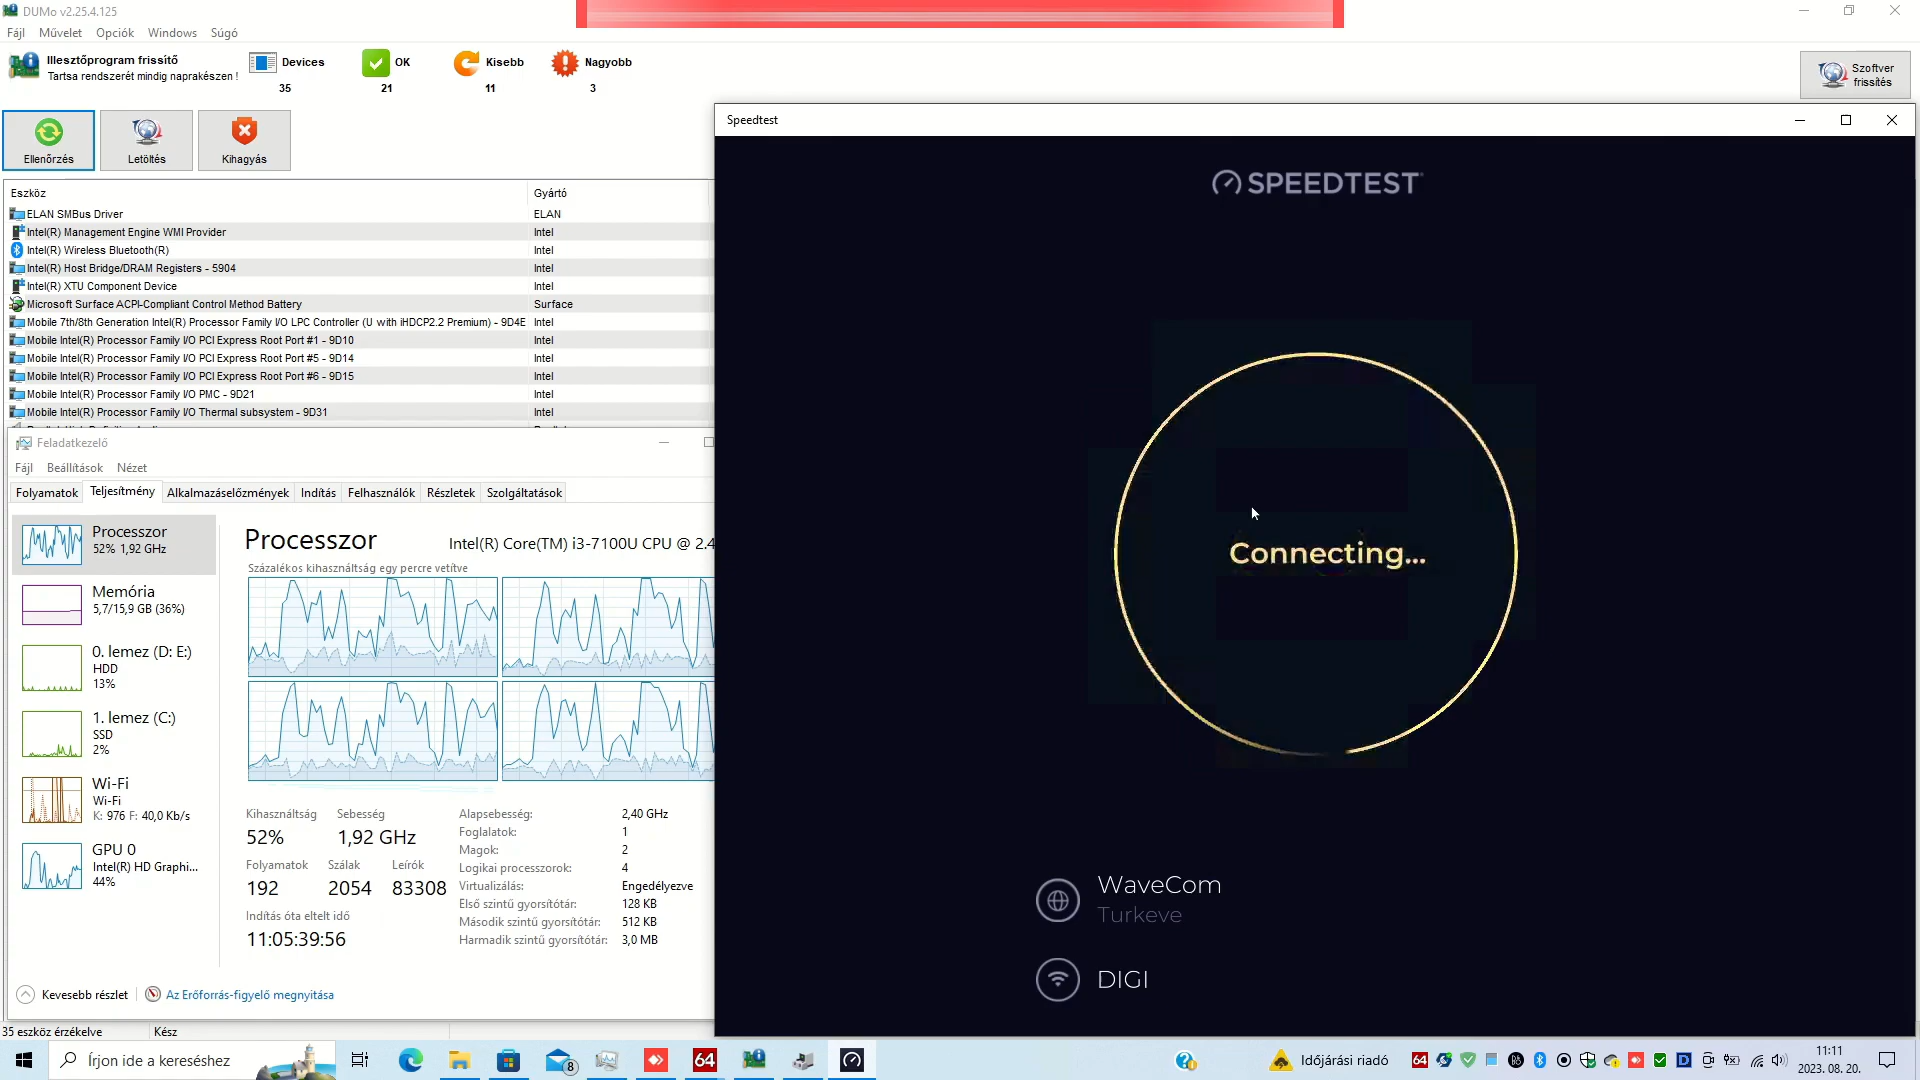 DUMo v2.25.4.125
Fájl Művelet Opciók Windows Súgó
Illesztőprogram frissítő
Tartsa rendszerét mindig naprakészen !
Devices
35
OK
21
Kisebb
11
Nagyobb
3
Szoftver
frissítés
Ellenőrzés Letöltés Kihagyás
Eszköz Gyártó
ELAN SMBus Driver ELAN
Intel(R) Management Engine WMI Provider Intel
Intel(R) Wireless Bluetooth(R) Intel
Intel(R) Host Bridge/DRAM Registers - 5904 Intel
Intel(R) XTU Component Device Intel
Microsoft Surface ACPI-Compliant Control Method Battery Surface
Mobile 7th/8th Generation Intel(R) Processor Family I/O LPC Controller (U with iHDCP2.2 Premium) - 9D4E Intel
Mobile Intel(R) Processor Family I/O PCI Express Root Port #1 - 9D10 Intel
Mobile Intel(R) Processor Family I/O PCI Express Root Port #5 - 9D14 Intel
Mobile Intel(R) Processor Family I/O PCI Express Root Port #6 - 9D15 Intel
Mobile Intel(R) Processor Family I/O PMC - 9D21 Intel
Mobile Intel(R) Processor Family I/O Thermal subsystem - 9D31 Intel
Feladatkezelő
Fájl Beállítások Nézet
Folyamatok Teljesítmény Alkalmazáselőzmények Indítás Felhasználók Részletek Szolgáltatások
Processzor
52% 1,92 GHz
Memória
5,7/15,9 GB (36%)
0. lemez (D: E:)
HDD
13%
1. lemez (C:)
SSD
2%
Wi-Fi
Wi-Fi
K: 976 F: 40,0 Kb/s
GPU 0
Intel(R) HD Graphi...
44%
Processzor
Intel(R) Core(TM) i3-7100U CPU @ 2.4
Százalékos kihasználtság egy percre vetítve
Kihasználtság Sebesség
52% 1,92 GHz
Folyamatok Szálak Leírók
192 2054 83308
Indítás óta eltelt idő
11:05:39:56
Alapsebesség: 2,40 GHz
Foglalatok: 1
Magok: 2
Logikai processzorok: 4
Virtualizálás: Engedélyezve
Első szintű gyorsítótár: 128 KB
Második szintű gyorsítótár: 512 KB
Harmadik szintű gyorsítótár: 3,0 MB
Kevesebb részlet
Az Erőforrás-figyelő megnyitása
35 eszköz érzékelve Kész
Speedtest
SPEEDTEST
Connecting...
WaveCom
Turkeve
DIGI
Írjon ide a kereséshez
8
64
Időjárási riadó
64
11:11
2023. 08. 20.